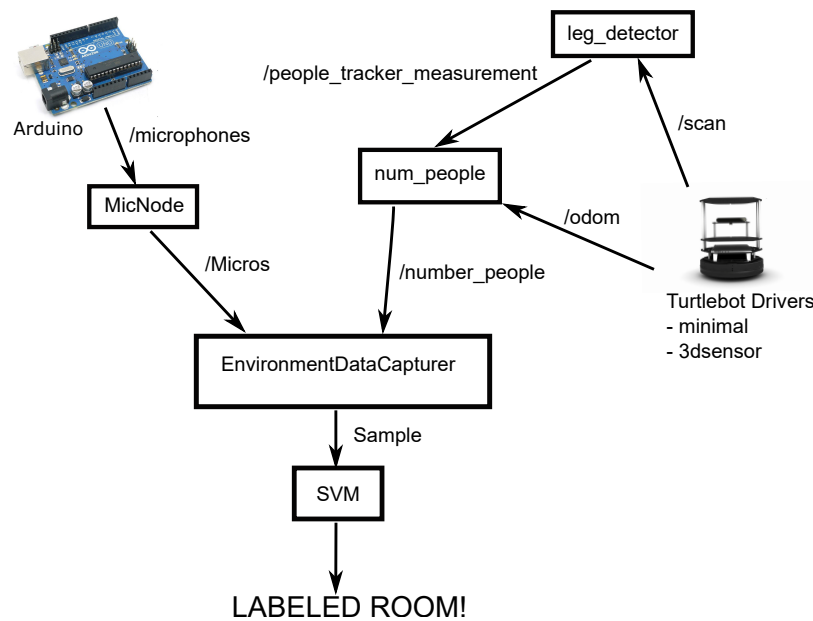 leg_detector
/people_tracker_measurement
Arduino
/microphones
/scan
num_people
MicNode
/odom
/Micros
/number_people
Turtlebot Drivers
- minimal
- 3dsensor
EnvironmentDataCapturer
Sample
SVM
LABELED ROOM!